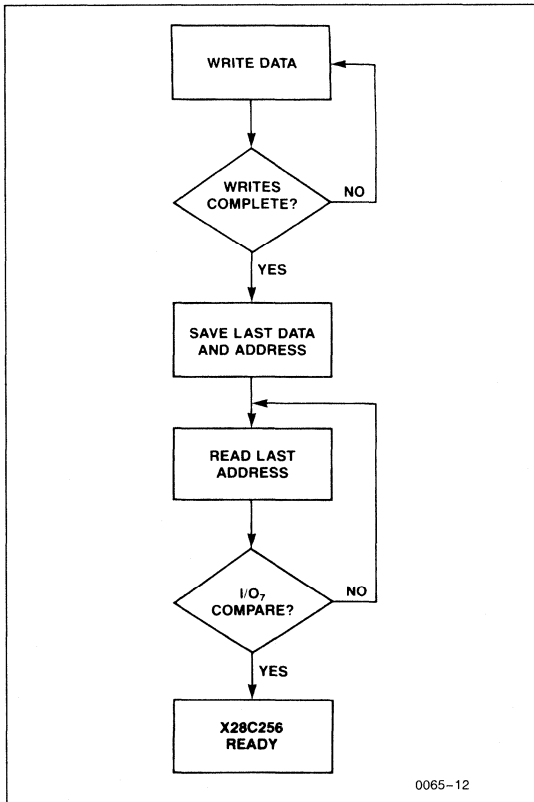 WRITE DATA
WRITES
COMPLETE?
NO
YES
SAVE LAST DATA
AND ADDRESS
READ LAST
ADDRESS
I/O₇
COMPARE?
NO
YES
X28C256
READY
0065–12